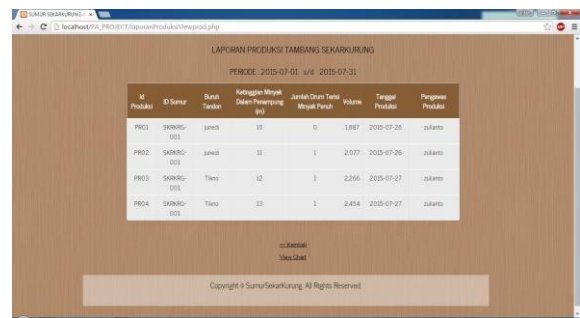 SUMUR SEKARKURUNG
localhost/PA_PROJECT/laporanProduksiViewprod.php
LAPORAN PRODUKSI TAMBANG SEKARKURUNG
PERIODE 2015-07-01 s/d 2015-07-31
Id Produksi ID Sumur Buruh Tandon Ketinggian Minyak Dalam Penampung (m) Jumlah Drum Terisi Minyak Penuh Volume Tanggal Produksi Pengawas Produksi
PR01 SKRKRG-001 junedi 10 0 1.887 2015-07-26 zulianto
PR02 SKRKRG-001 junedi 11 1 2.077 2015-07-26 zulianto
PR03 SKRKRG-001 Tikno 12 1 2.266 2015-07-27 zulianto
PR04 SKRKRG-001 Tikno 13 1 2.454 2015-07-27 zulianto
<< Kembali
View Chart
Copyright © SumurSekarKurung. All Rights Reserved